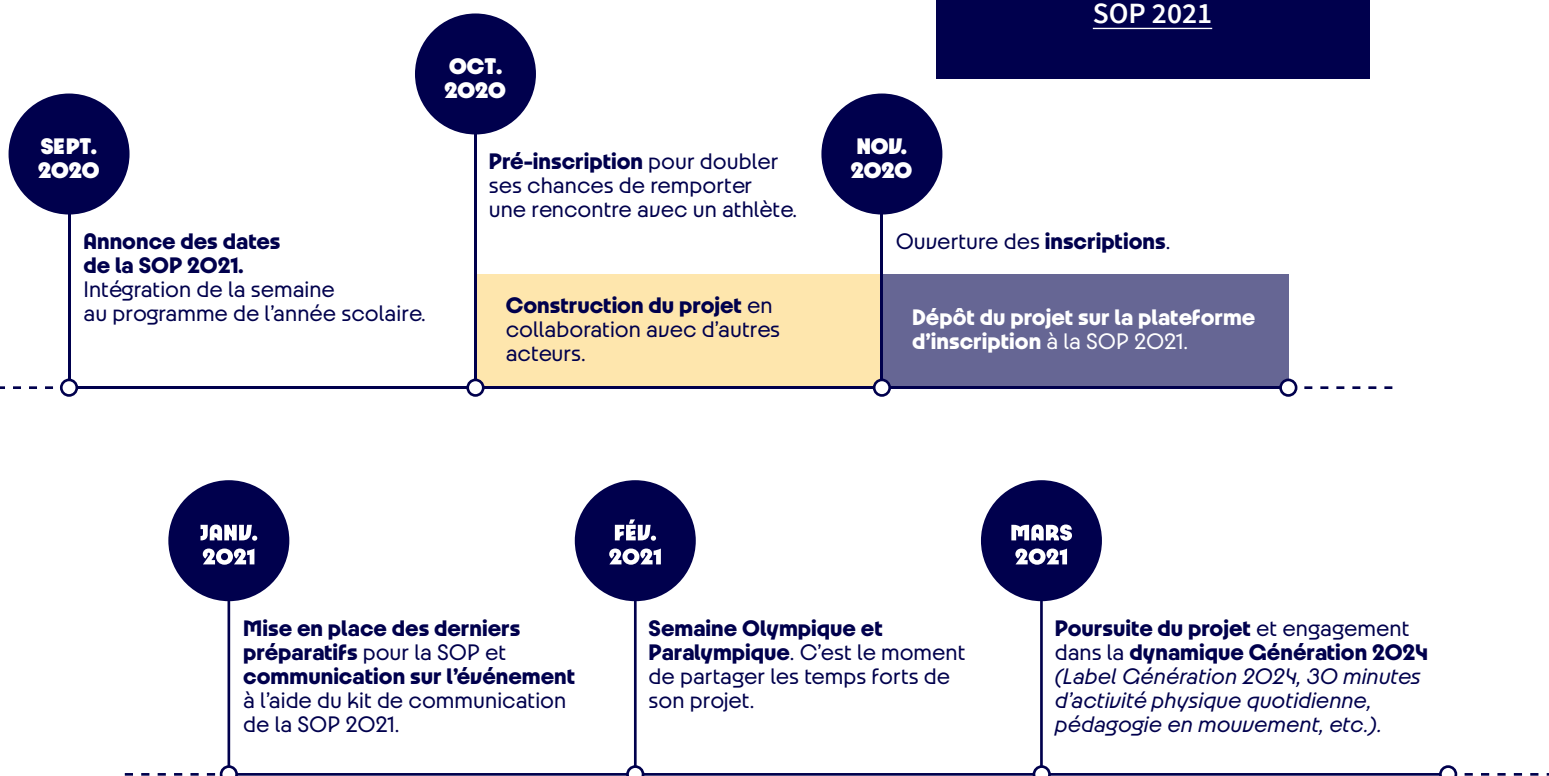 SOP 2021
SEPT.
2020
Annonce des dates
de la SOP 2021.
Intégration de la semaine
au programme de l'année scolaire.
OCT.
2020
Pré-inscription pour doubler
ses chances de remporter
une rencontre avec un athlète.
Construction du projet en
collaboration avec d'autres
acteurs.
NOV.
2020
Ouverture des inscriptions.
Dépôt du projet sur la plateforme
d'inscription à la SOP 2021.
JANV.
2021
Mise en place des derniers
préparatifs pour la SOP et
communication sur l'événement
à l'aide du kit de communication
de la SOP 2021.
FÉV.
2021
Semaine Olympique et
Paralympique. C'est le moment
de partager les temps forts de
son projet.
MARS
2021
Poursuite du projet et engagement
dans la dynamique Génération 2024
(Label Génération 2024, 30 minutes
d'activité physique quotidienne,
pédagogie en mouvement, etc.).